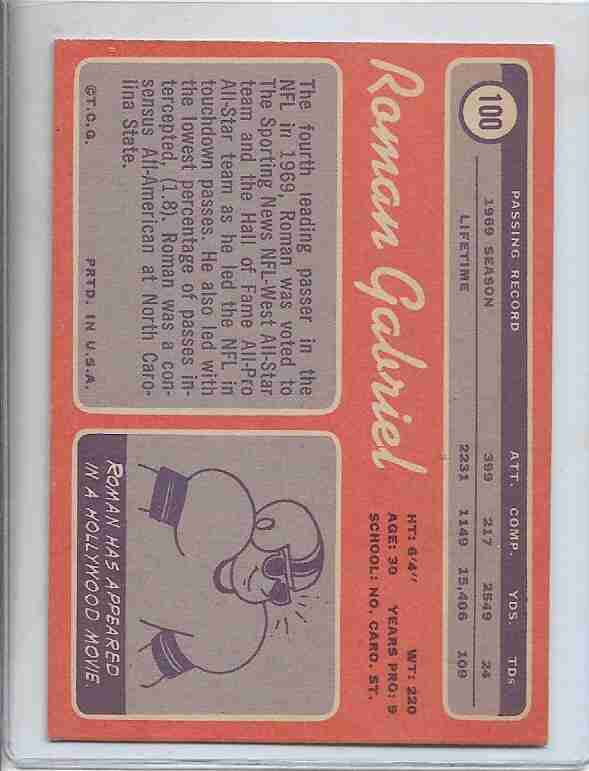 100
PASSING RECORD ATT. COMP. YDS. TDs
1969 SEASON 399 217 2549 24
LIFETIME 2231 1149 15,406 109
Roman Gabriel
HT: 6'4" WT: 220
AGE: 30 YEARS PRO: 9
SCHOOL: NO. CARO. ST.
The fourth leading passer in the
NFL in 1969, Roman was voted to
The Sporting News NFL-West All-Star
team and the Hall of Fame All-Pro
All-Star team as he led the NFL in
touchdown passes. He also led with
the lowest percentage of passes in-
tercepted, (1.8). Roman was a con-
sensus All-American at North Caro-
lina State.
©T.C.G. PRTD. IN U.S.A.
ROMAN HAS APPEARED
IN A HOLLYWOOD MOVIE.